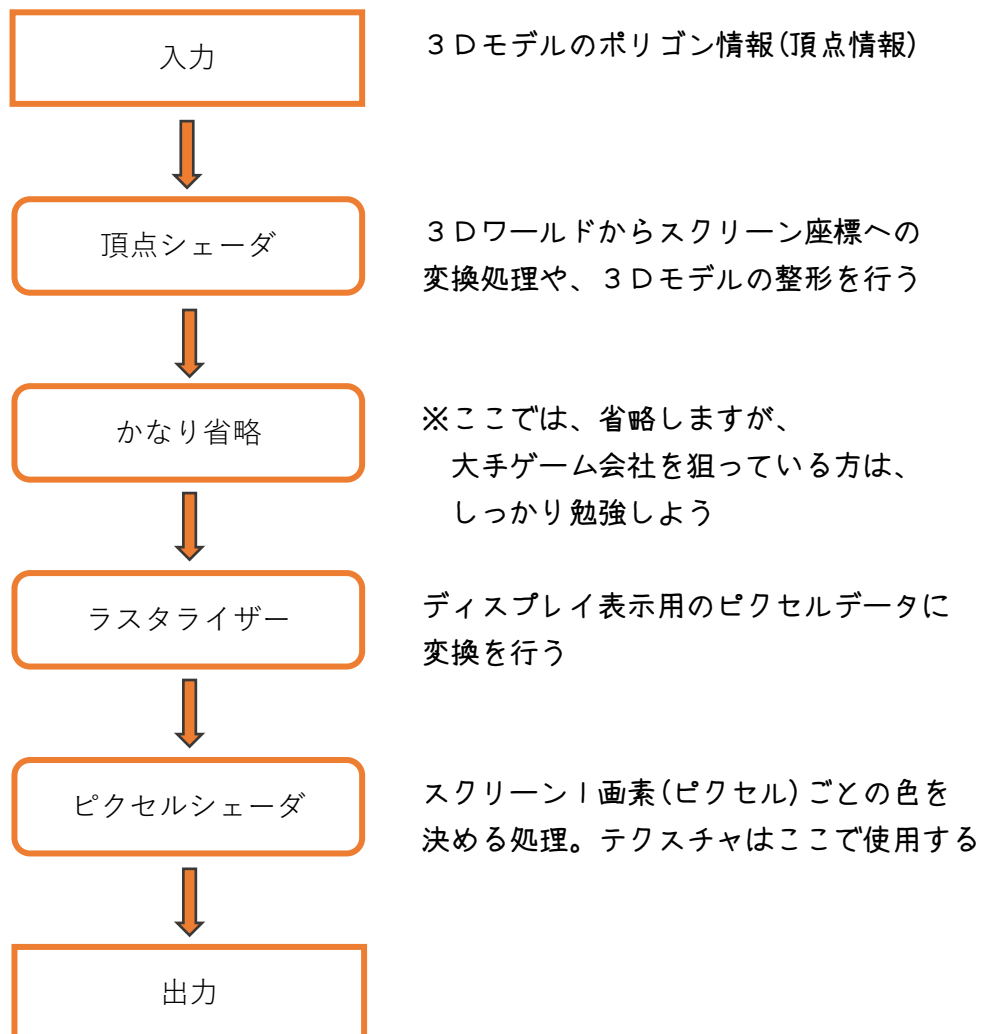 入力
３Ｄモデルのポリゴン情報(頂点情報)
頂点シェーダ
３Ｄワールドからスクリーン座標への
変換処理や、３Ｄモデルの整形を行う
かなり省略
※ここでは、省略しますが、
大手ゲーム会社を狙っている方は、
しっかり勉強しよう
ラスタライザー
ディスプレイ表示用のピクセルデータに
変換を行う
ピクセルシェーダ
スクリーン１画素(ピクセル)ごとの色を
決める処理。テクスチャはここで使用する
出力